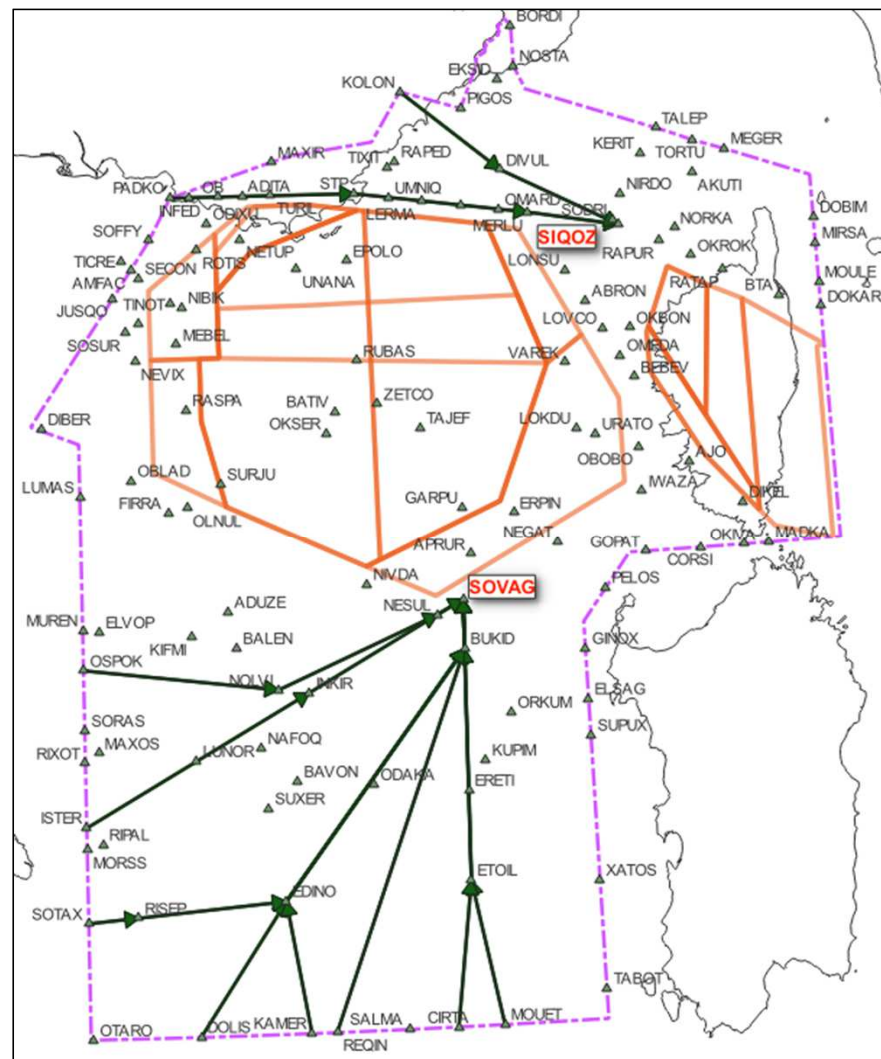 BORDI
NOSTA
EKSID
KOLON
PIGOS
TALEP
MEGER
KERIT
TORTU
MAXIR
TIXIT
RAPED
DIVUL
AKUTI
PADKO
OB
ADITA
STP
UMNIQ
OMARD
SODRI
NIRDO
INFED
ODIXU
TURIL
LERMA
MERLU
SIQOZ
NORKA
DOBIM
MIRSA
SOFFY
NETUP
RAPUR
OKROK
TICRE
SECON
ROTIS
EPOLO
UNANA
LONSU
RATAP
BTA
MOULE
DOKAR
AMFAC
JUSQO
TINOT
NIBIK
ABRON
SOSUR
MEBEL
LOVCO
OKBON
NEVIX
RUBAS
VAREK
OMEDA
BEBEV
RASPA
BATIV
ZETCO
DIBER
OKSER
TAJEF
LOKDU
URATO
OBOBO
AJO
OBLAD
SURJU
LUMAS
FIRRA
OLNUL
GARPU
ERPIN
IWAZA
DIKEL
NEGAT
APRUR
GOPAT
CORSI
OKIVA
MADKA
NIVDA
SOVAG
PELOS
ADUZE
NESUL
MUREN
ELVOP
KIFMI
BALEN
BUKID
GINOX
OSPOK
NOLVI
INKIR
ELSAG
ORKUM
SORAS
SUPUX
RIXOT
MAXOS
LUNOR
NAFOQ
KUPIM
BAVON
ODAKA
ERETI
SUXER
ISTER
RIPAL
MORSS
ETOIL
XATOS
SOTAX
RISEP
EDINO
TABOT
OTARO
DOLIS
KAMER
SALMA
CIRTA
MOUET
REQIN